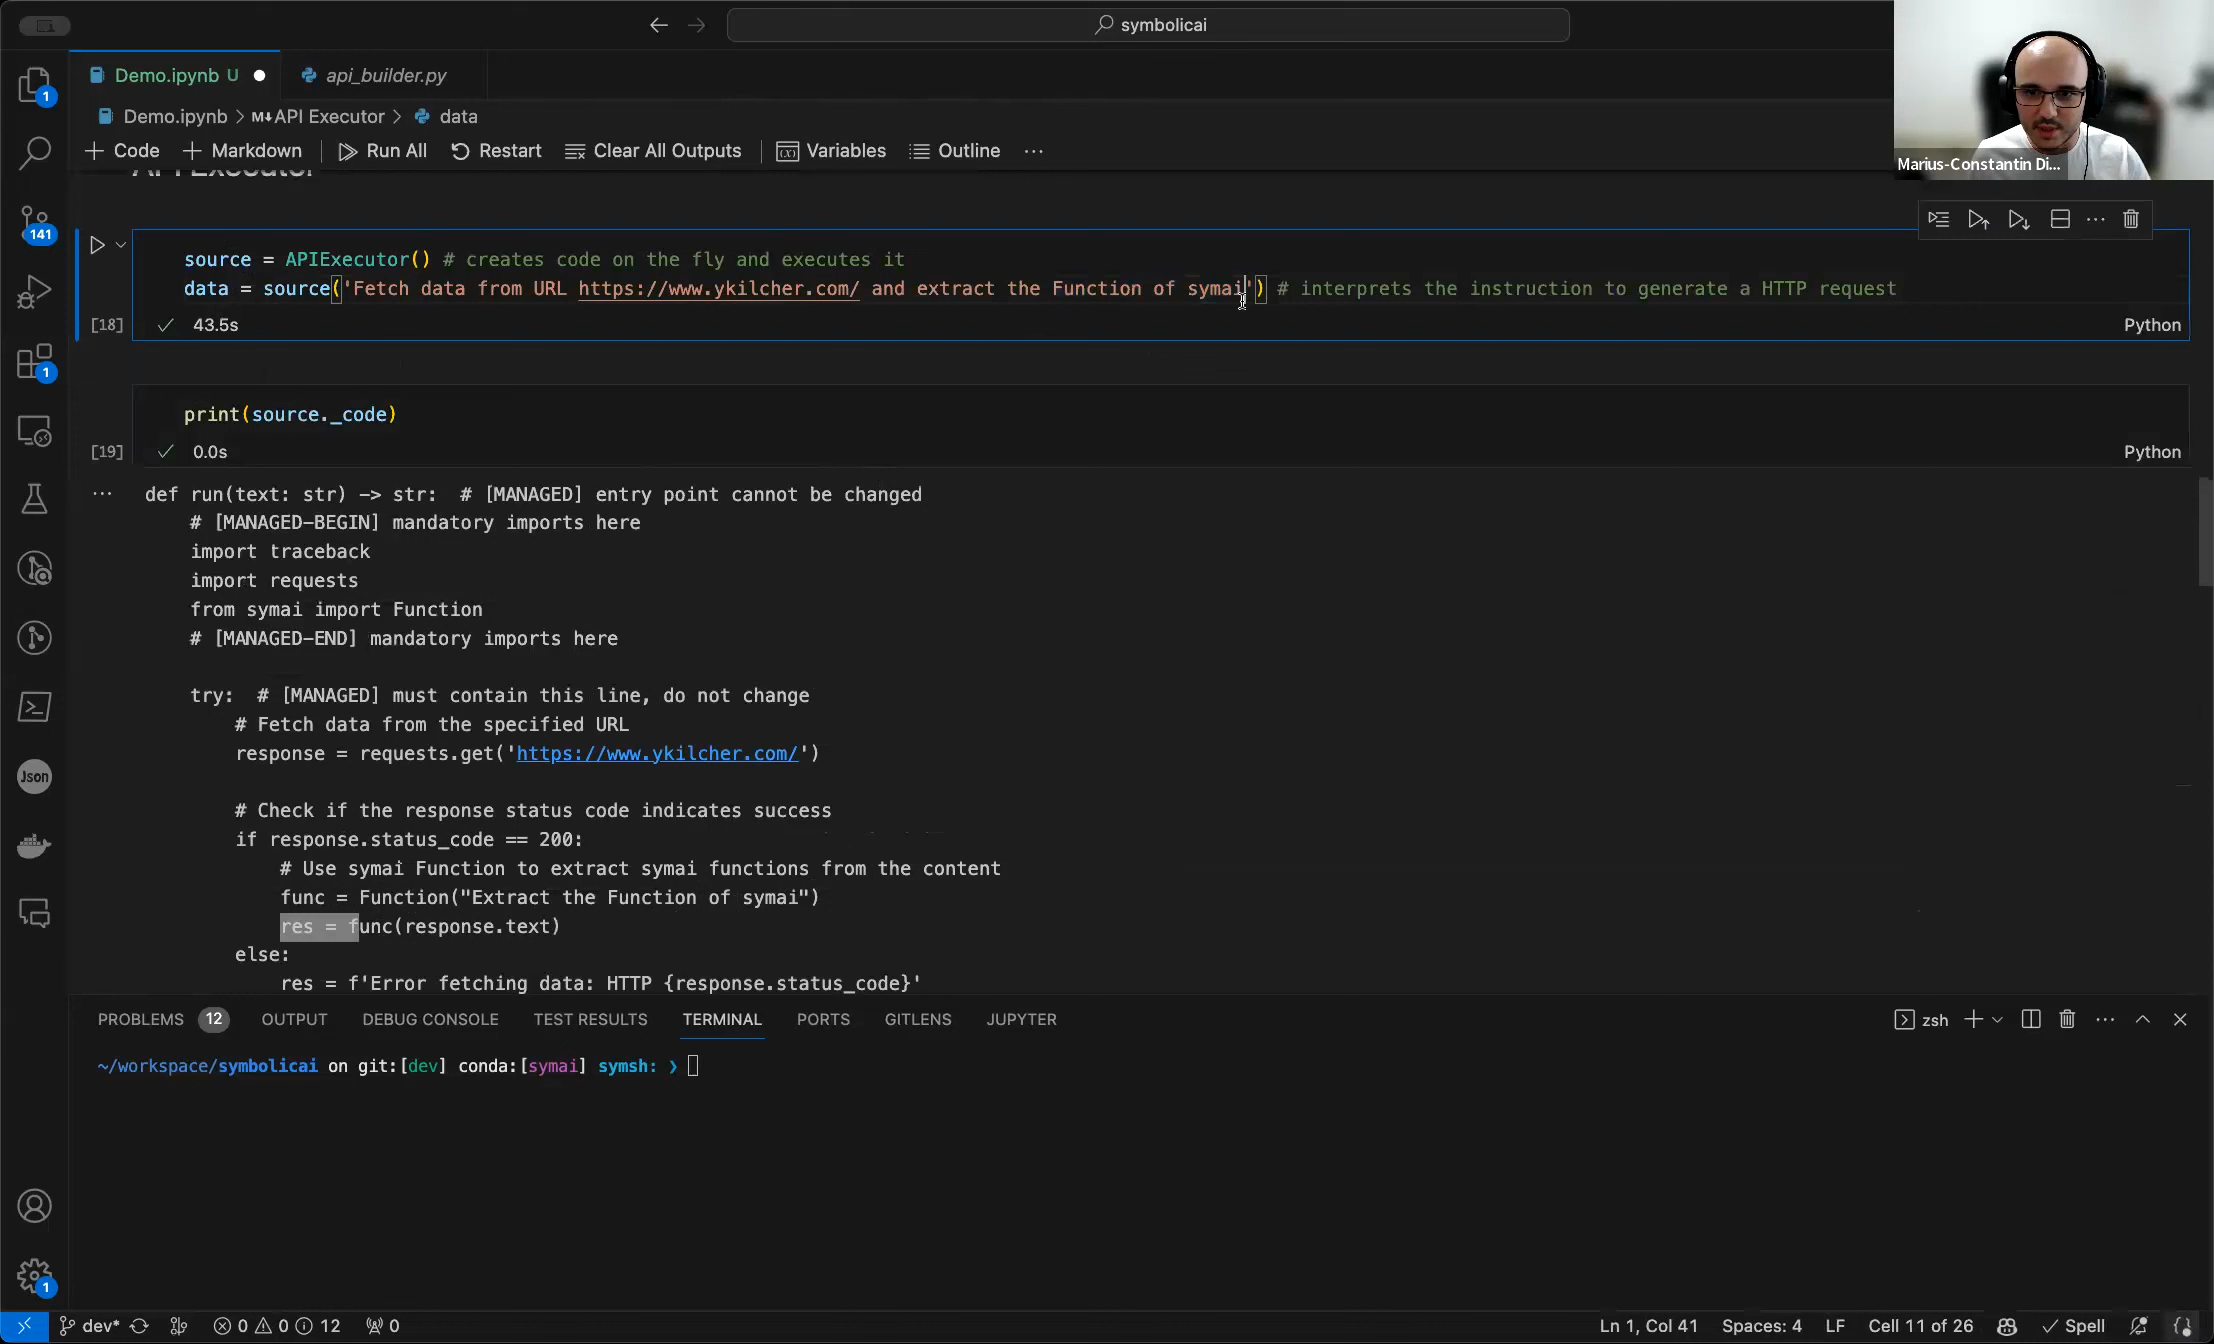 symbolicai
Demo.ipynb U
api_builder.py
Demo.ipynb > M↓ API Executor > data
+ Code + Markdown Run All Restart Clear All Outputs Variables Outline ...
Marius-Constantin Di...
API Executor
source = APIExecutor() # creates code on the fly and executes it
data = source('Fetch data from URL https://www.ykilcher.com/ and extract the Function of symai') # interprets the instruction to generate a HTTP request
[18] 43.5s Python
print(source._code)
[19] 0.0s Python
def run(text: str) -> str:  # [MANAGED] entry point cannot be changed
# [MANAGED-BEGIN] mandatory imports here
import traceback
import requests
from symai import Function
# [MANAGED-END] mandatory imports here
try:  # [MANAGED] must contain this line, do not change
# Fetch data from the specified URL
response = requests.get('https://www.ykilcher.com/')
# Check if the response status code indicates success
if response.status_code == 200:
# Use symai Function to extract symai functions from the content
func = Function("Extract the Function of symai")
res = func(response.text)
else:
res = f'Error fetching data: HTTP {response.status_code}'
PROBLEMS 12 OUTPUT DEBUG CONSOLE TEST RESULTS TERMINAL PORTS GITLENS JUPYTER
zsh
~/workspace/symbolicai on git:[dev] conda:[symai] symsh: ❯
1
141
1
Json
1
dev* 0 0 12 0
Ln 1, Col 41 Spaces: 4 LF Cell 11 of 26 Spell